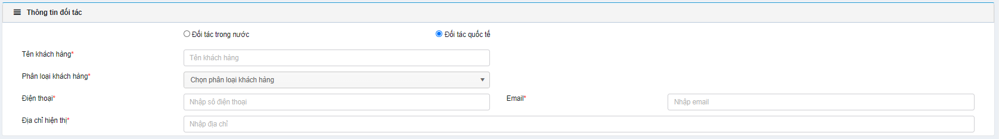 Thông tin đối tác
Đối tác trong nước Đối tác quốc tế
Tên khách hàng*
Tên khách hàng
Phân loại khách hàng*
Chọn phân loại khách hàng
Điện thoại*
Nhập số điện thoại
Email*
Nhập email
Địa chỉ hiện thị*
Nhập địa chỉ